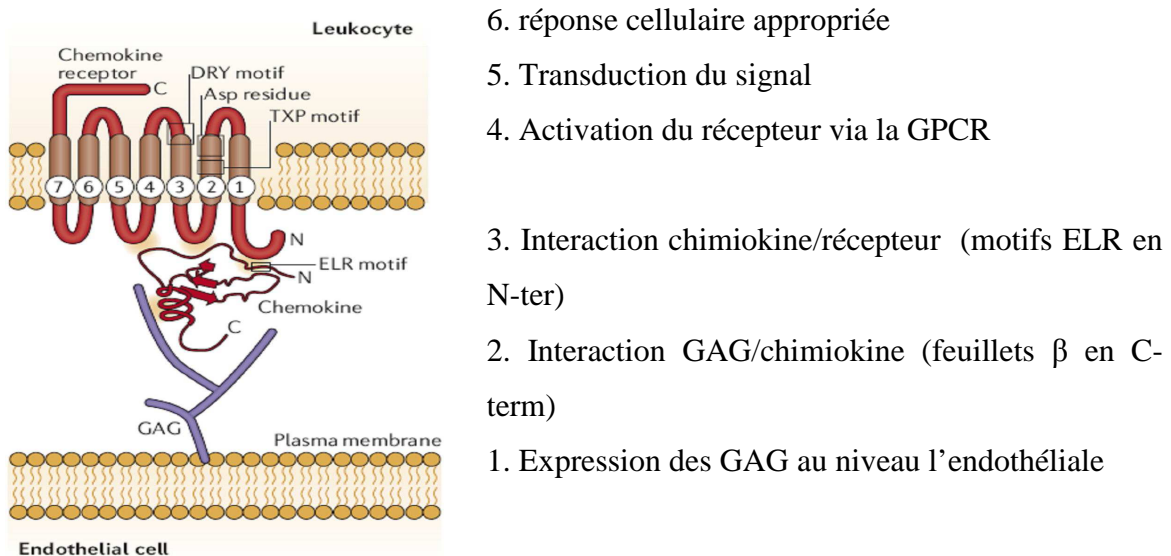 Leukocyte
Chemokine
receptor
C
DRY motif
Asp residue
TXP motif
7 6 5 4 3 2 1
N
ELR motif
N
Chemokine
C
GAG
Plasma membrane
Endothelial cell
6. réponse cellulaire appropriée
5. Transduction du signal
4. Activation du récepteur via la GPCR
3. Interaction chimiokine/récepteur (motifs ELR en
N-ter)
2. Interaction GAG/chimiokine (feuillets β en C-
term)
1. Expression des GAG au niveau l’endothéliale